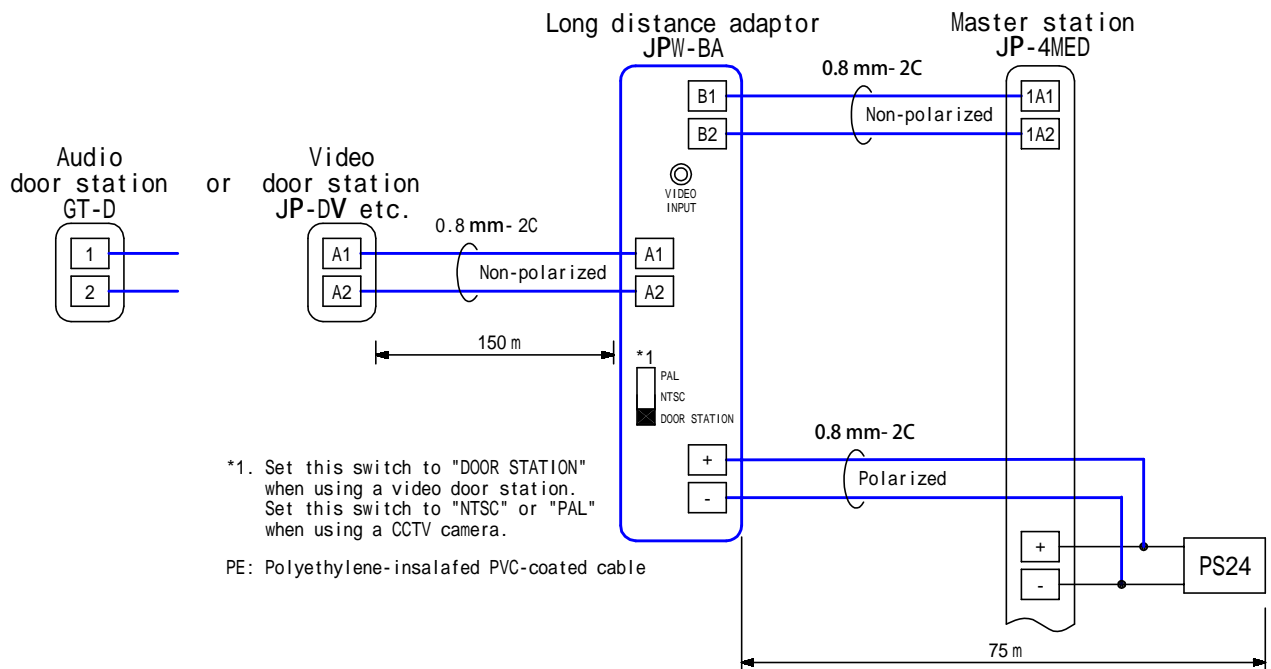 Long distance adaptor
JPW-BA
Master station
JP-4MED
0.8 mm- 2C
B1
1A1
Non-polarized
B2
1A2
Audio
door station
GT-D
or
Video
door station
JP-DV etc.
VIDEO
INPUT
0.8 mm- 2C
1
A1
A1
Non-polarized
2
A2
A2
150 m
*1
PAL
NTSC
DOOR STATION
0.8 mm- 2C
+
Polarized
-
*1. Set this switch to "DOOR STATION"
when using a video door station.
Set this switch to "NTSC" or "PAL"
when using a CCTV camera.
PE: Polyethylene-insalafed PVC-coated cable
+
-
PS24
75 m